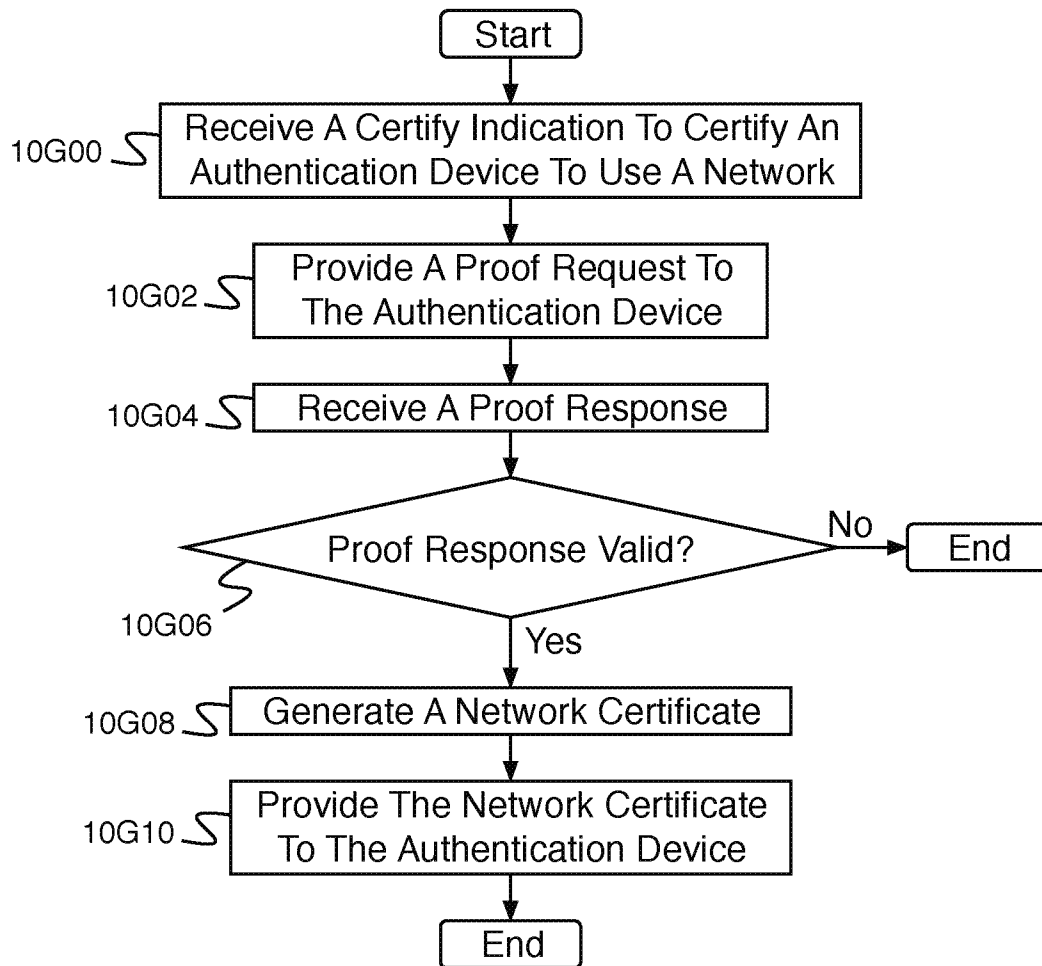 Start
10G00
Receive A Certify Indication To Certify An
Authentication Device To Use A Network
10G02
Provide A Proof Request To
The Authentication Device
10G04
Receive A Proof Response
Proof Response Valid?
No
End
10G06
Yes
10G08
Generate A Network Certificate
10G10
Provide The Network Certificate
To The Authentication Device
End